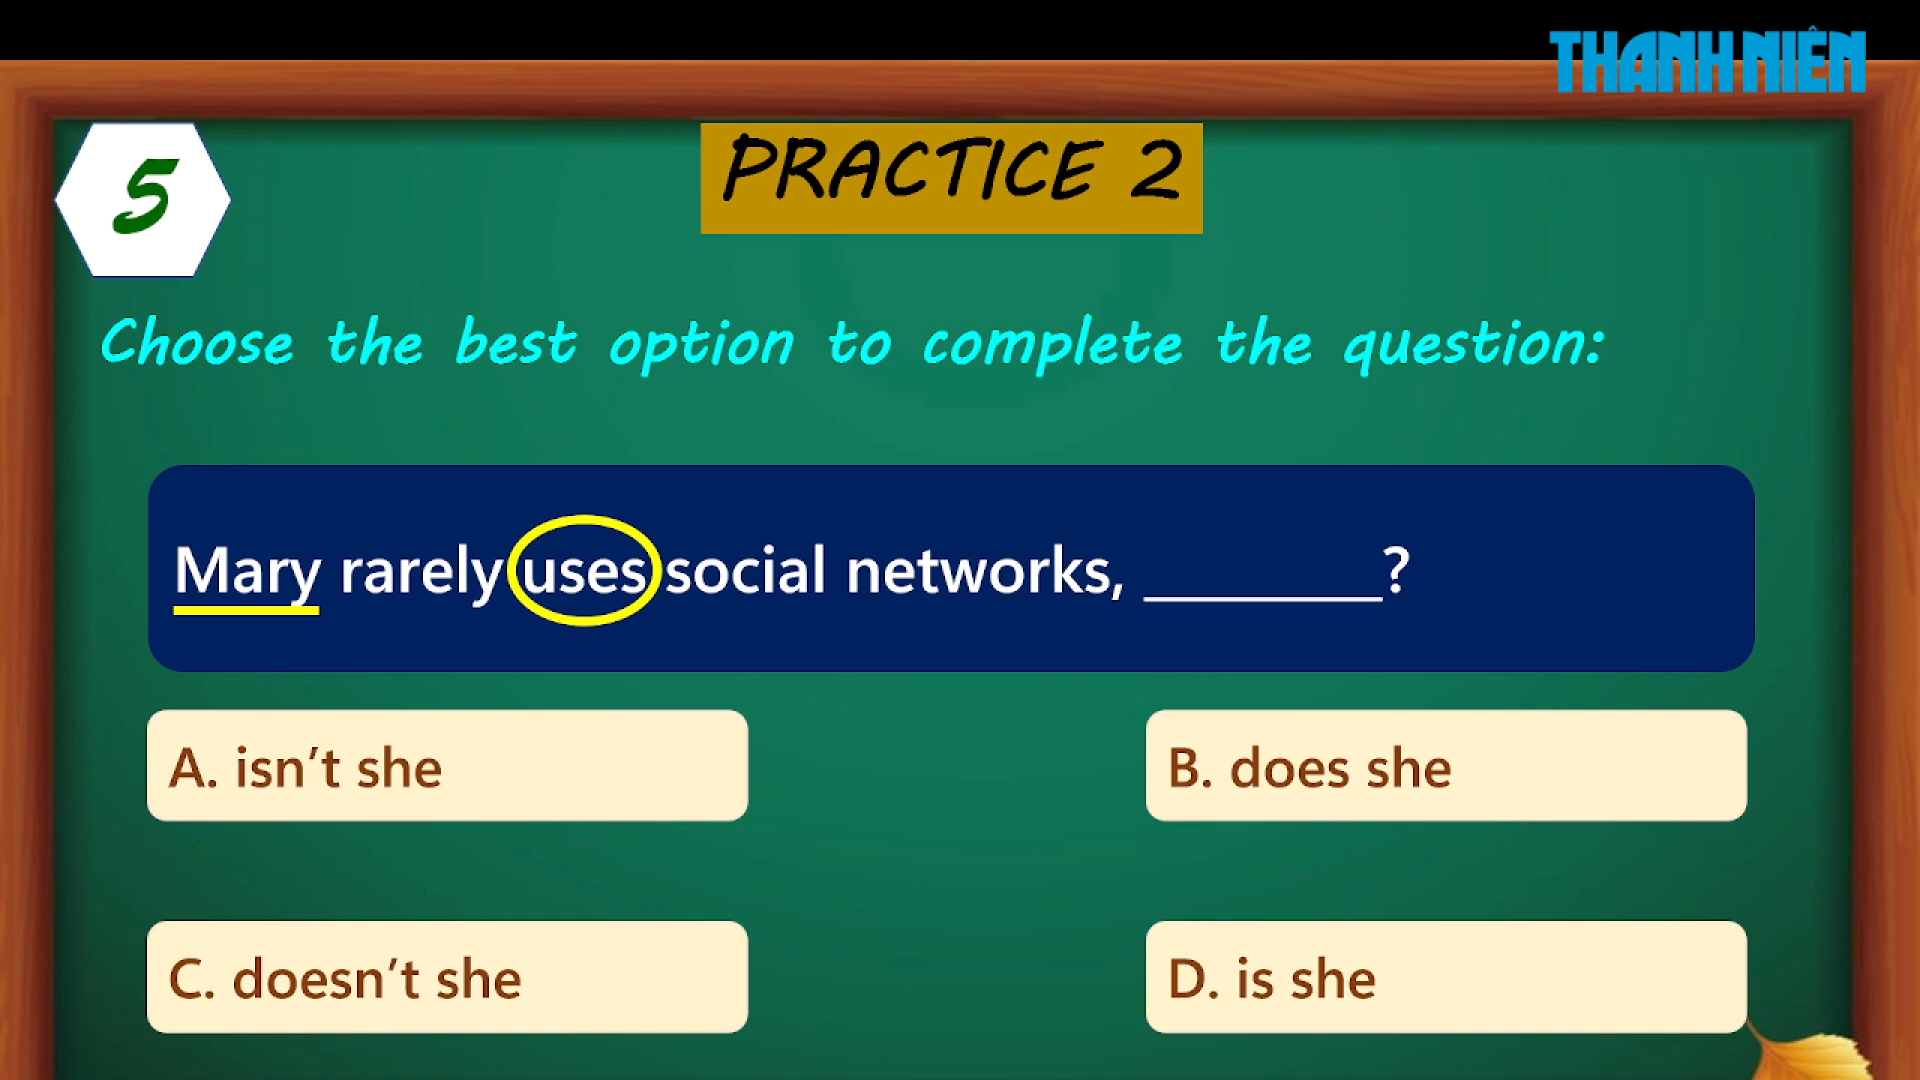 THANH NIÊN
5
PRACTICE 2
Choose the best option to complete the question:
Mary rarely uses social networks, ________?
A. isn’t she
B. does she
C. doesn’t she
D. is she